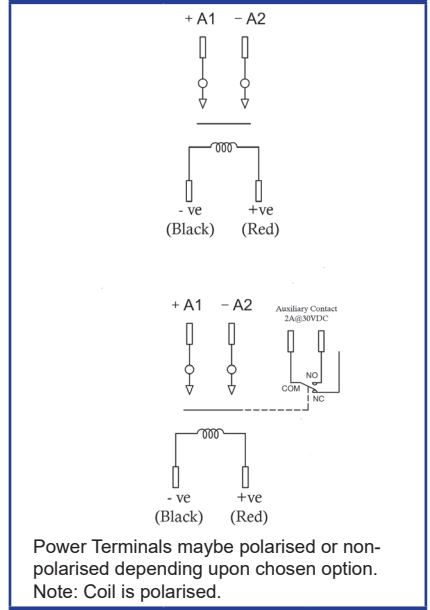 + A1 − A2
- ve +ve
(Black) (Red)
+ A1 − A2
Auxiliary Contact
2A@30VDC
NO
COM
NC
- ve +ve
(Black) (Red)
Power Terminals maybe polarised or non-
polarised depending upon chosen option.
Note: Coil is polarised.